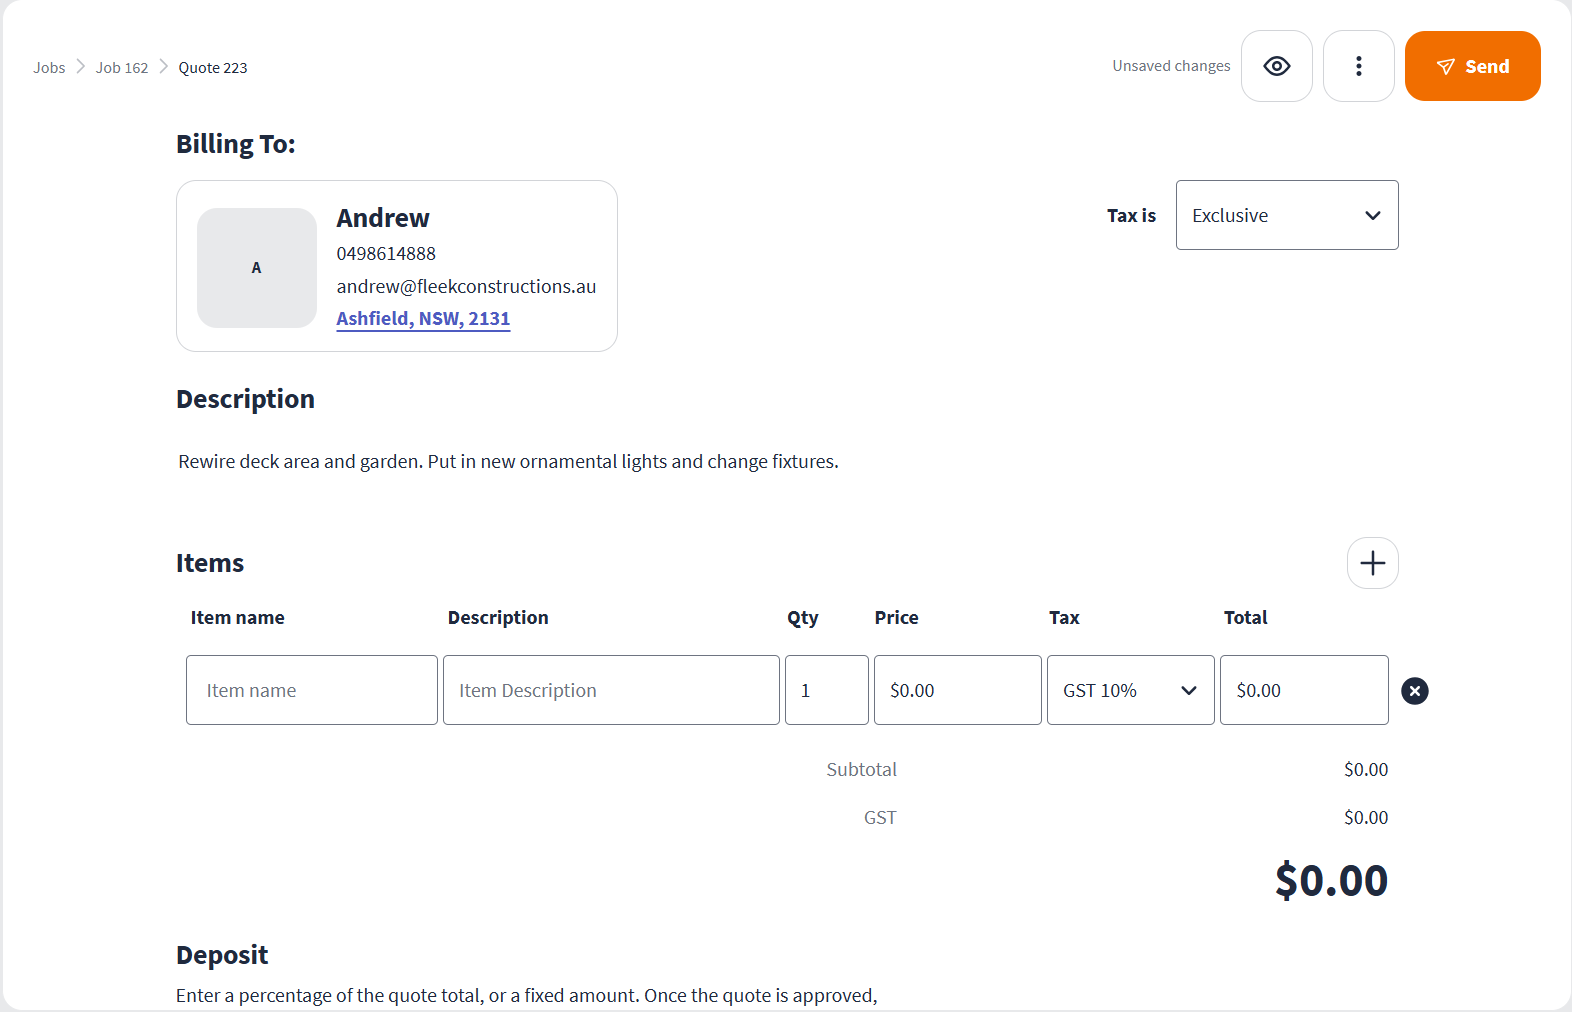 Jobs Job 162 Quote 223
Unsaved changes
Send
Billing To:
A
Andrew
0498614888
andrew@fleekconstructions.au
Ashfield, NSW, 2131
Tax is
Exclusive
Description
Rewire deck area and garden. Put in new ornamental lights and change fixtures.
Items
Item name Description Qty Price Tax Total
Item name Item Description 1 $0.00 GST 10% $0.00
Subtotal $0.00
GST $0.00
$0.00
Deposit
Enter a percentage of the quote total, or a fixed amount. Once the quote is approved,